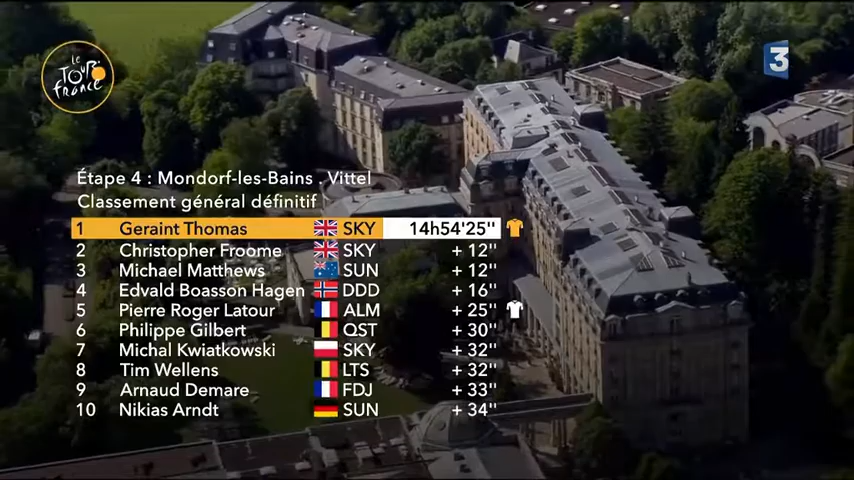 LE TOUR de france
3
Étape 4 : Mondorf-les-Bains . Vittel
Classement général définitif
1 Geraint Thomas SKY 14h54'25''
2 Christopher Froome SKY + 12''
3 Michael Matthews SUN + 12''
4 Edvald Boasson Hagen DDD + 16''
5 Pierre Roger Latour ALM + 25''
6 Philippe Gilbert QST + 30''
7 Michal Kwiatkowski SKY + 32''
8 Tim Wellens LTS + 32''
9 Arnaud Demare FDJ + 33''
10 Nikias Arndt SUN + 34''